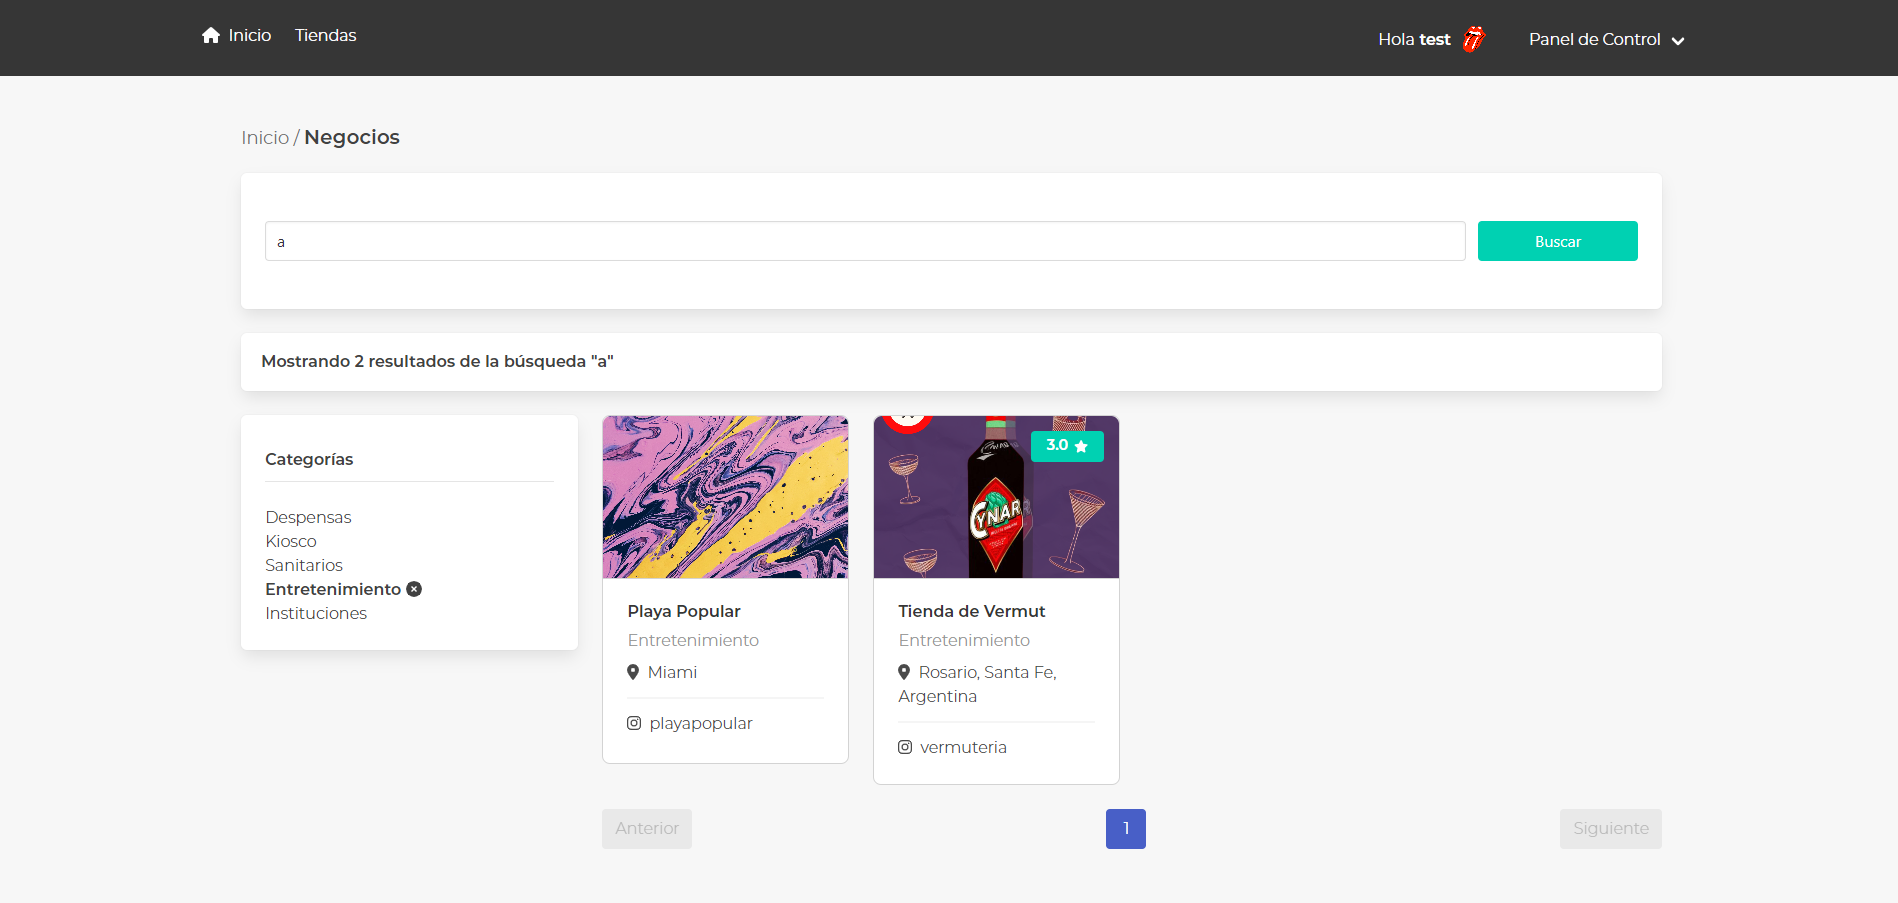 Inicio Tiendas Hola test Panel de Control
Inicio / Negocios
a Buscar
Mostrando 2 resultados de la búsqueda "a"
Categorías
Despensas
Kiosco
Sanitarios
Entretenimiento
Instituciones
Playa Popular
Entretenimiento
Miami
playapopular
3.0
CYNAR
Tienda de Vermut
Entretenimiento
Rosario, Santa Fe,
Argentina
vermuteria
Anterior 1 Siguiente